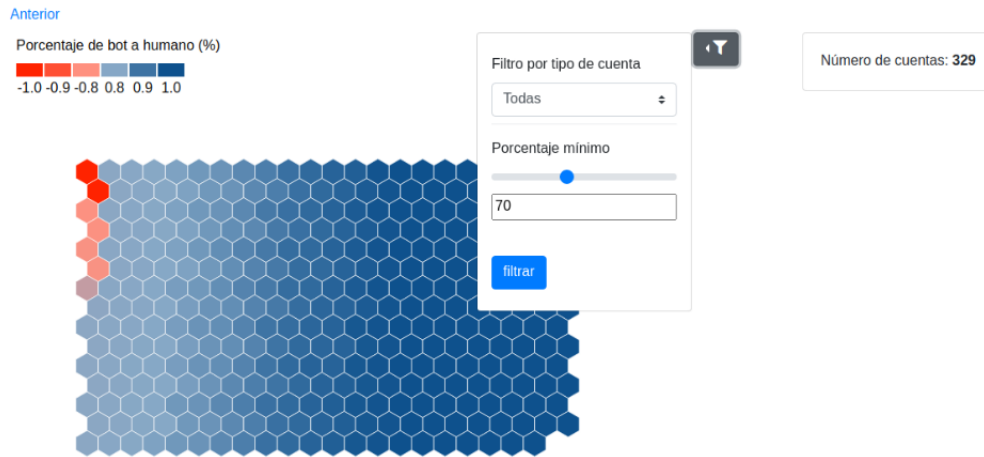 Anterior
Porcentaje de bot a humano (%)
-1.0 -0.9 -0.8 0.8 0.9 1.0
Filtro por tipo de cuenta
Todas
Porcentaje mínimo
70
filtrar
Número de cuentas: 329